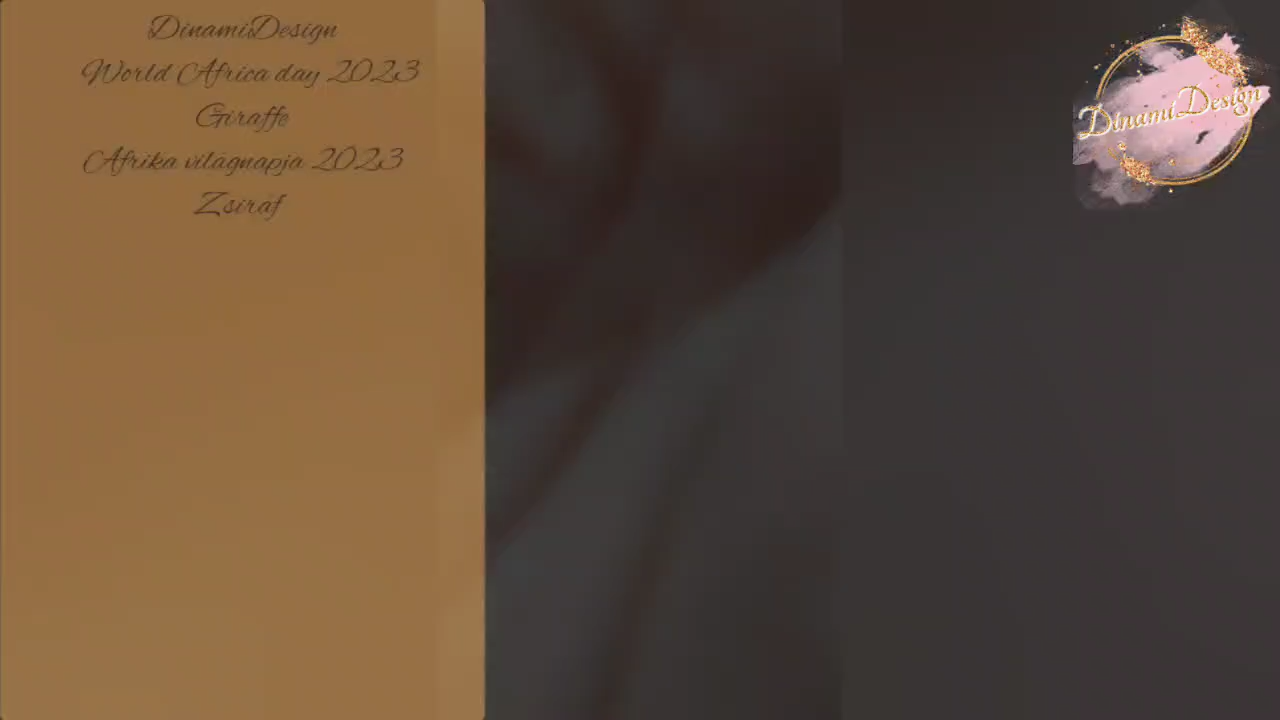 DinamiDesign
World Africa day 2023
Giraffe
Afrika világnapja 2023
Zsiráf
DinamiDesign